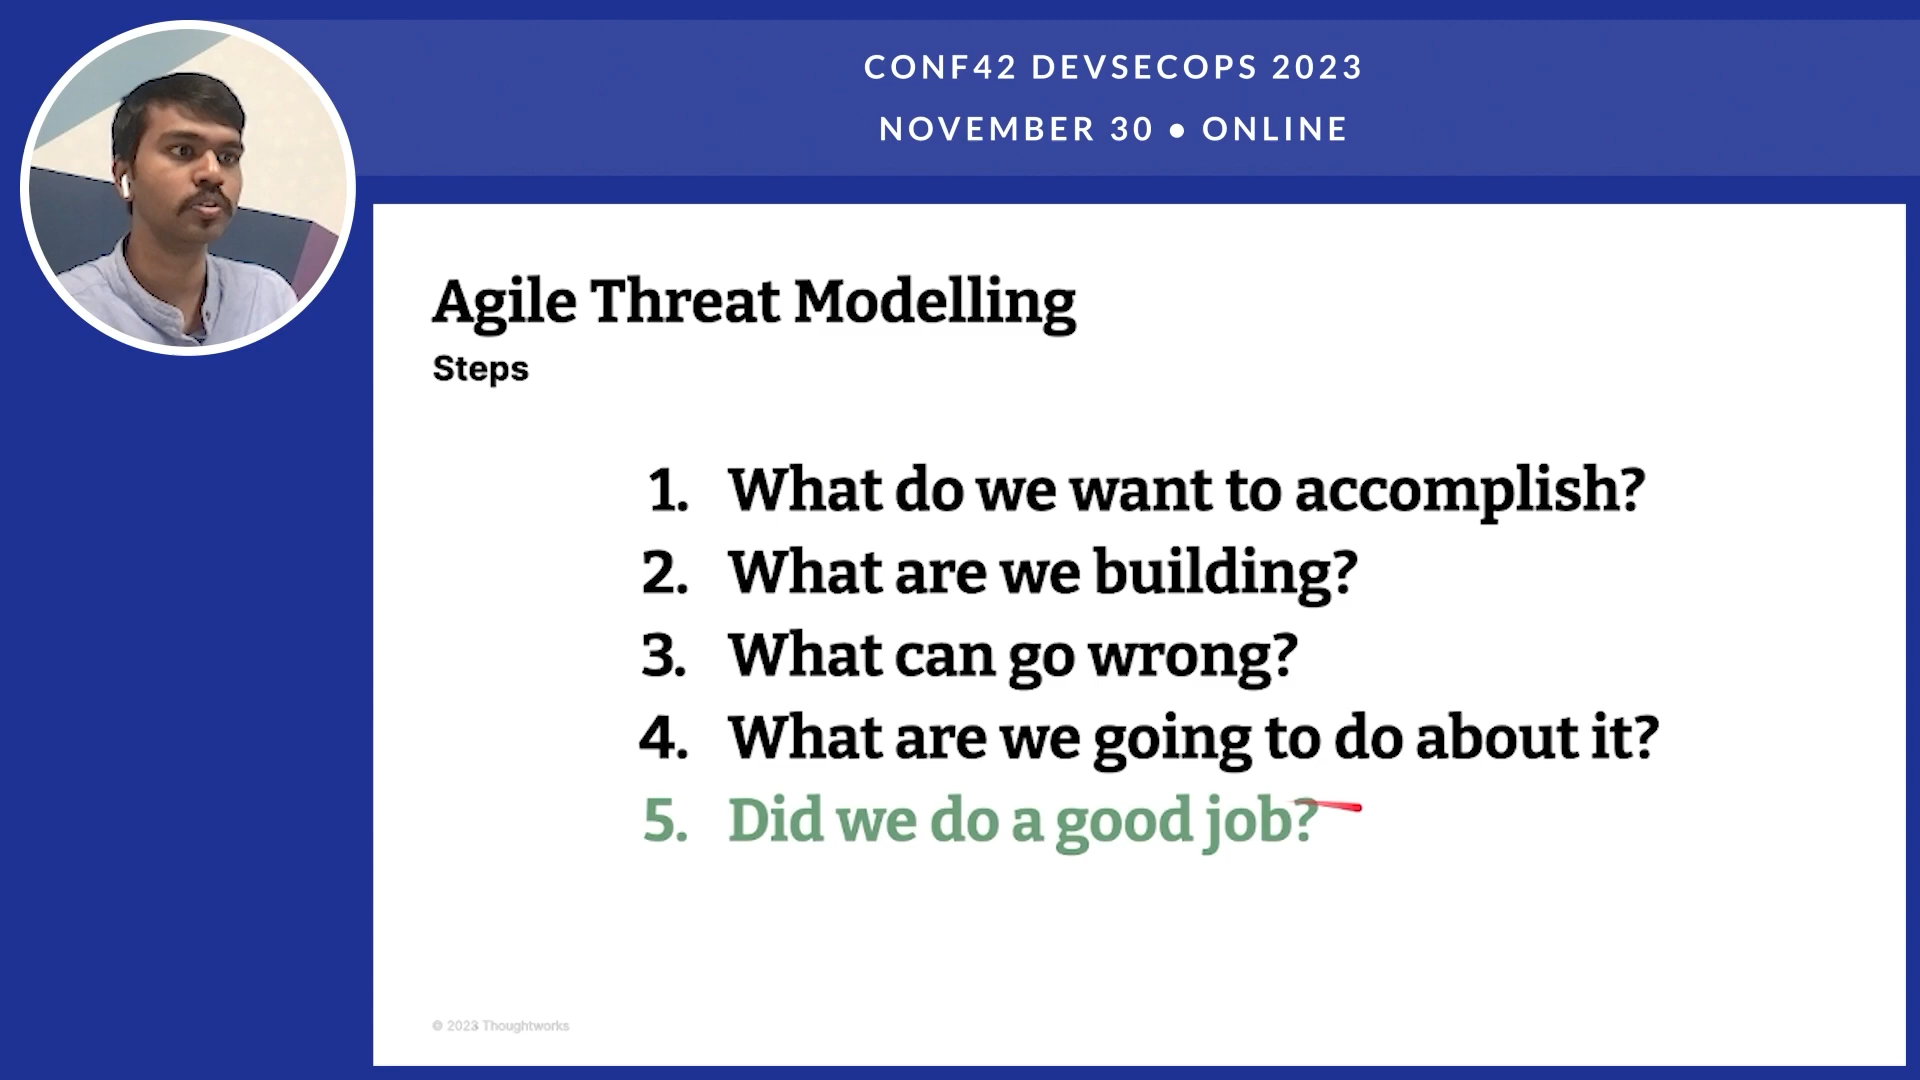 CONF42 DEVSECOPS 2023
NOVEMBER 30 • ONLINE
Agile Threat Modelling
Steps
1. What do we want to accomplish?
2. What are we building?
3. What can go wrong?
4. What are we going to do about it?
5. Did we do a good job?
© 2023 Thoughtworks